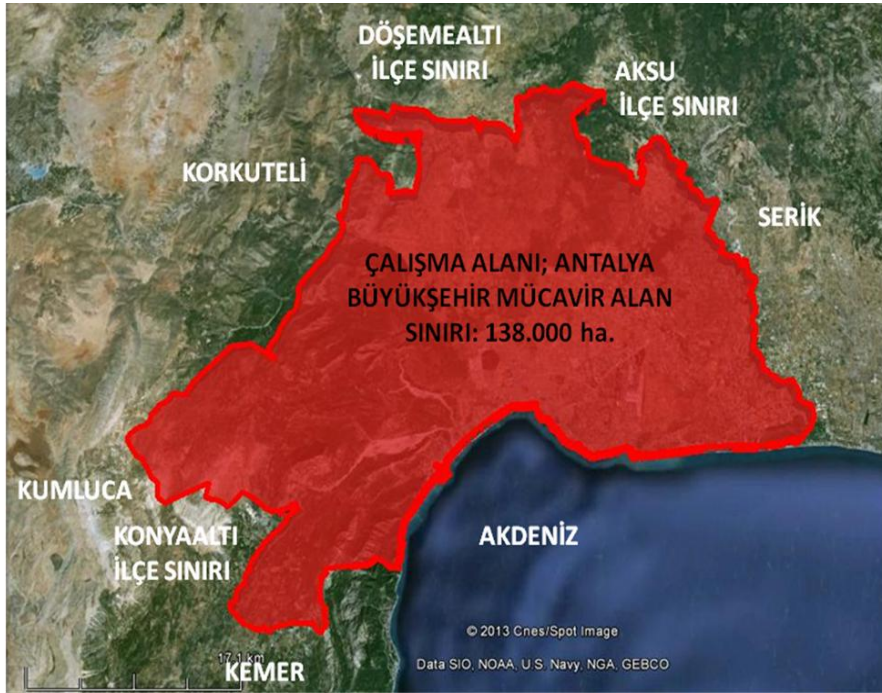 DÖŞEMEALTI
İLÇE SINIRI
AKSU
İLÇE SINIRI
KORKUTELİ
SERİK
ÇALIŞMA ALANI; ANTALYA
BÜYÜKŞEHİR MÜCAVİR ALAN
SINIRI: 138.000 ha.
KUMLUCA
KONYAALTI
İLÇE SINIRI
AKDENİZ
© 2013 Cnes/Spot Image
17.1 km
KEMER
Data SIO, NOAA, U.S. Navy, NGA, GEBCO